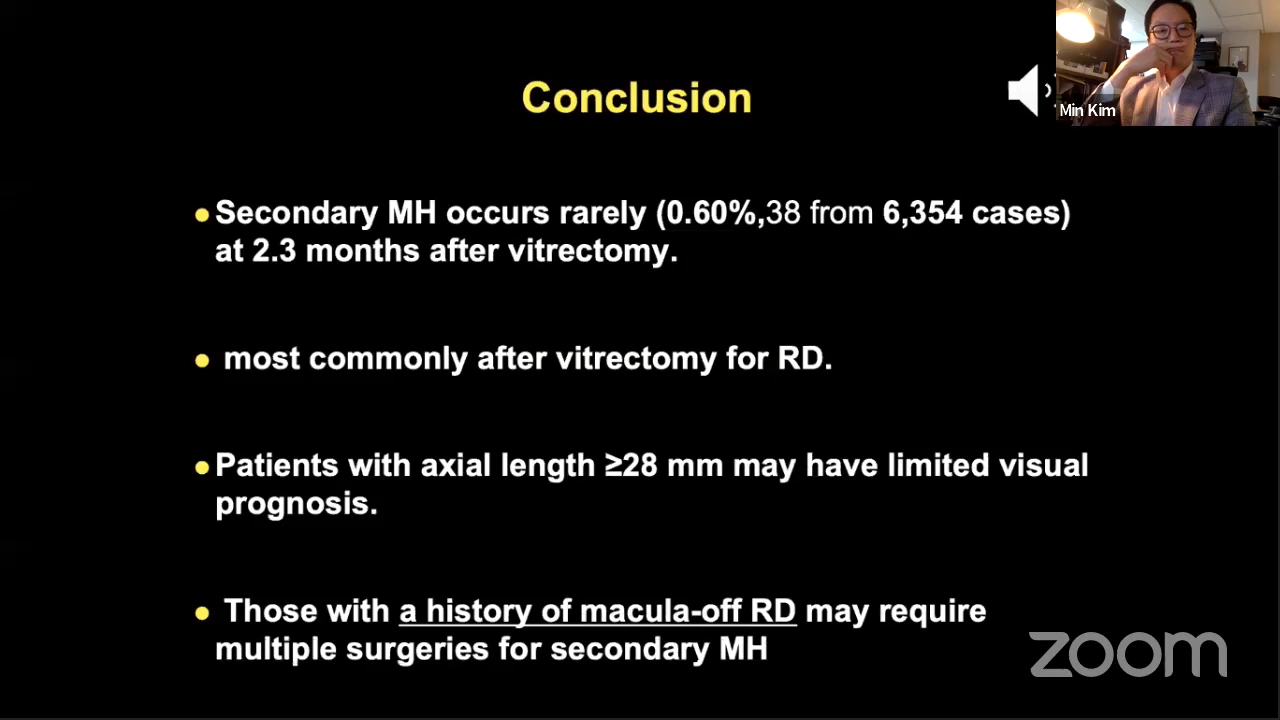 Conclusion
Min Kim
● Secondary MH occurs rarely (0.60%,38 from 6,354 cases)
at 2.3 months after vitrectomy.
● most commonly after vitrectomy for RD.
● Patients with axial length ≥28 mm may have limited visual
prognosis.
● Those with a history of macula-off RD may require
multiple surgeries for secondary MH
zoom